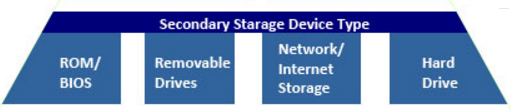 Secondary Starage Device Type
ROM/
BIOS
Removable
Drives
Network/
Internet
Storage
Hard
Drive